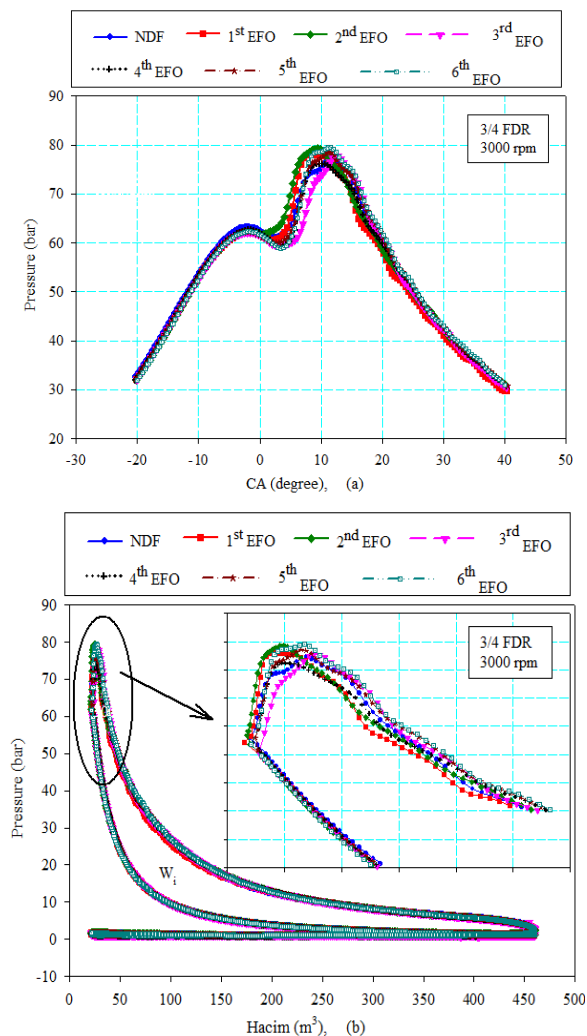 NDF 1st EFO 2nd EFO 3rd EFO
4th EFO 5th EFO 6th EFO
3/4 FDR
3000 rpm
Pressure (bar)
90
80
70
60
50
40
30
20
-30 -20 -10 0 10 20 30 40 50
CA (degree), (a)
NDF 1st EFO 2nd EFO 3rd EFO
4th EFO 5th EFO 6th EFO
3/4 FDR
3000 rpm
Pressure (bar)
90
80
70
60
50
40
30
20
10
0
-10
Wi
0 50 100 150 200 250 300 350 400 450 500
Hacim (m3), (b)